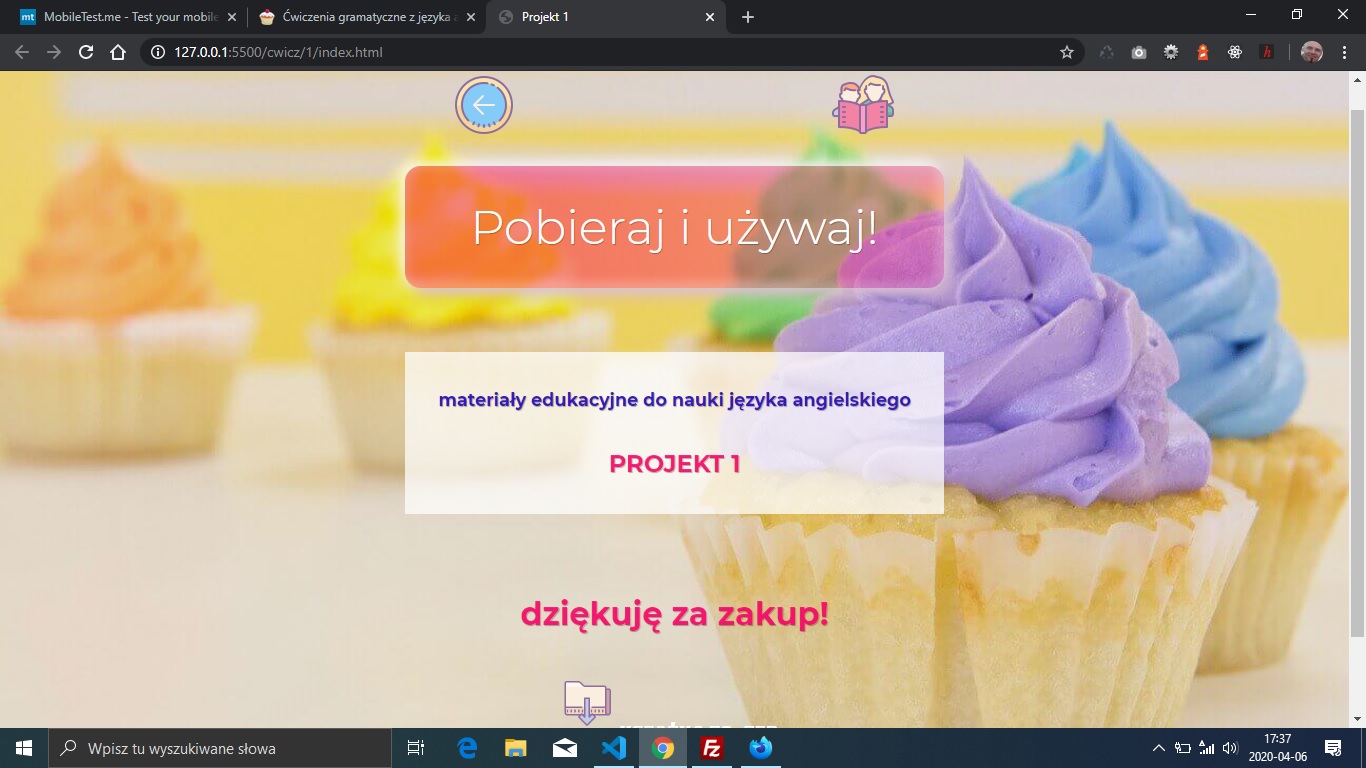 mt MobileTest.me - Test your mobile
Ćwiczenia gramatyczne z języka a
Projekt 1
127.0.0.1:5500/cwicz/1/index.html
h
Pobieraj i używaj!
materiały edukacyjne do nauki języka angielskiego
PROJEKT 1
dziękuję za zakup!
Wpisz tu wyszukiwane słowa
Fz
17:37
2020-04-06